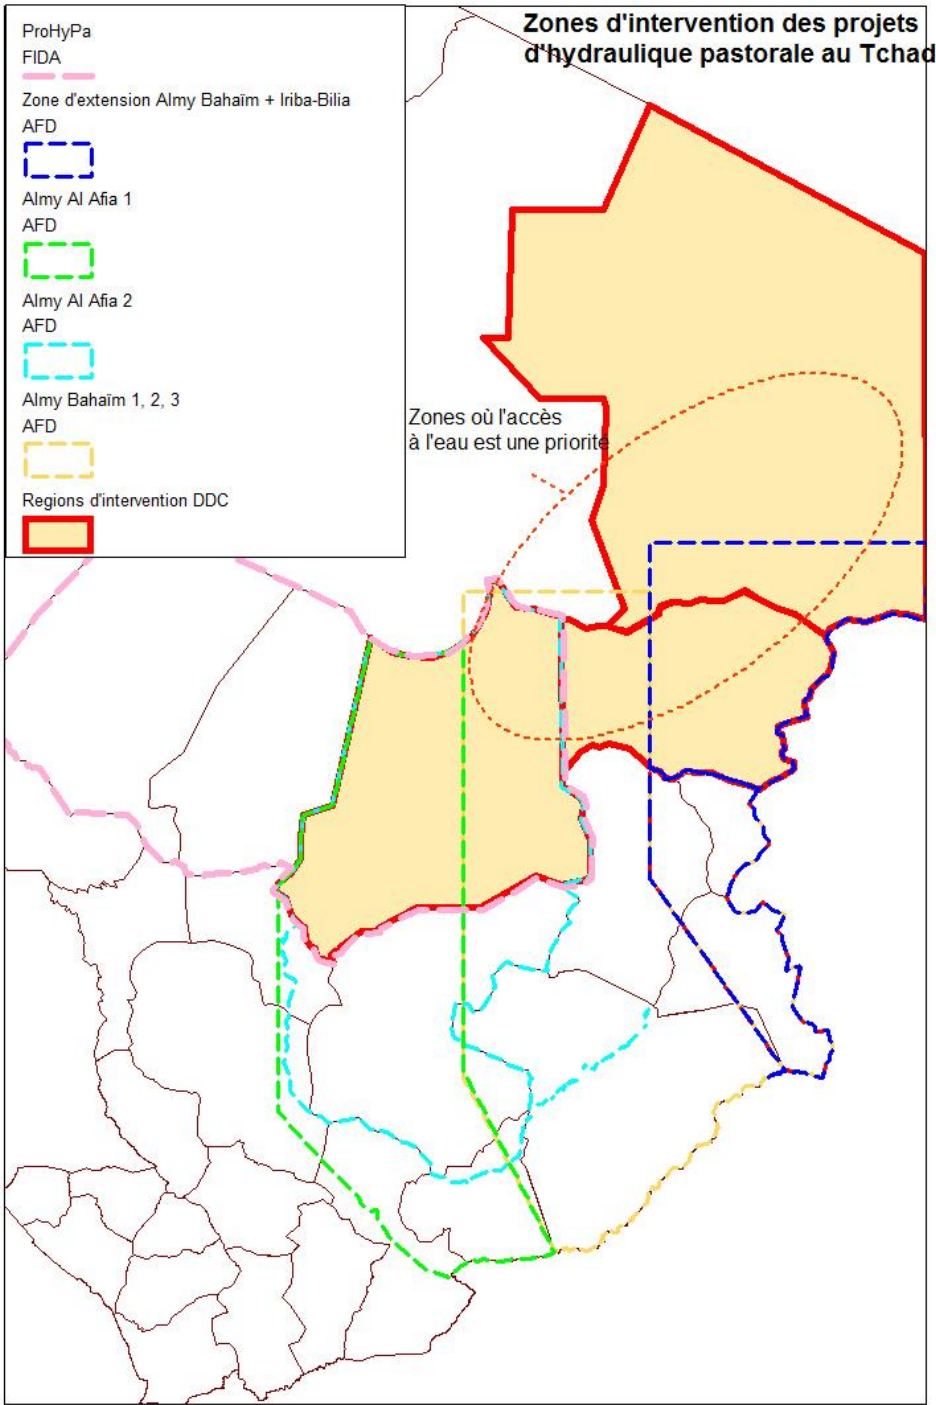 Zones d'intervention des projets
d'hydraulique pastorale au Tchad
ProHyPa
FIDA
Zone d'extension Almy Bahaïm + Iriba-Bilia
AFD
Almy Al Afia 1
AFD
Almy Al Afia 2
AFD
Almy Bahaïm 1, 2, 3
AFD
Regions d'intervention DDC
Zones où l'accès
à l'eau est une priorité